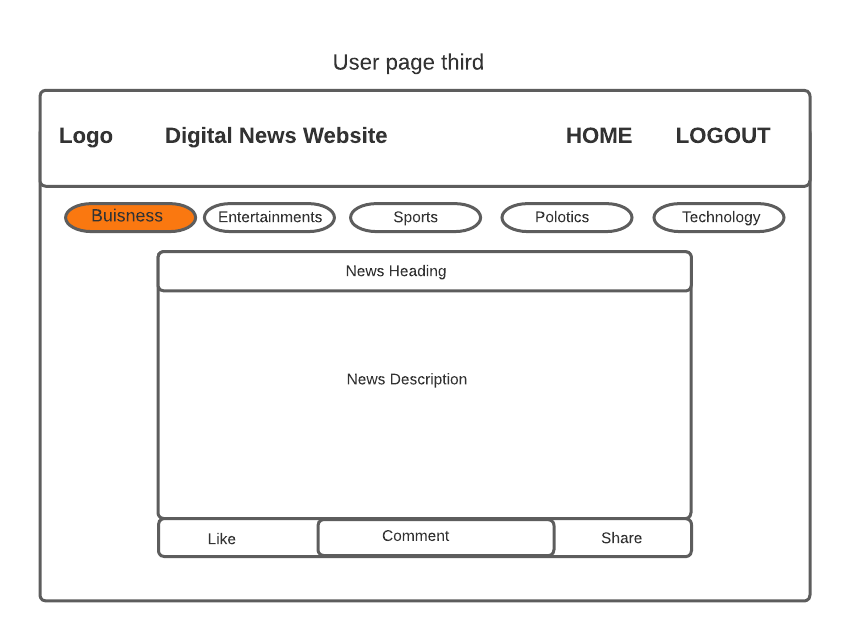 User page third
Logo Digital News Website HOME LOGOUT
Buisness Entertainments Sports Polotics Technology
News Heading
News Description
Like Comment Share